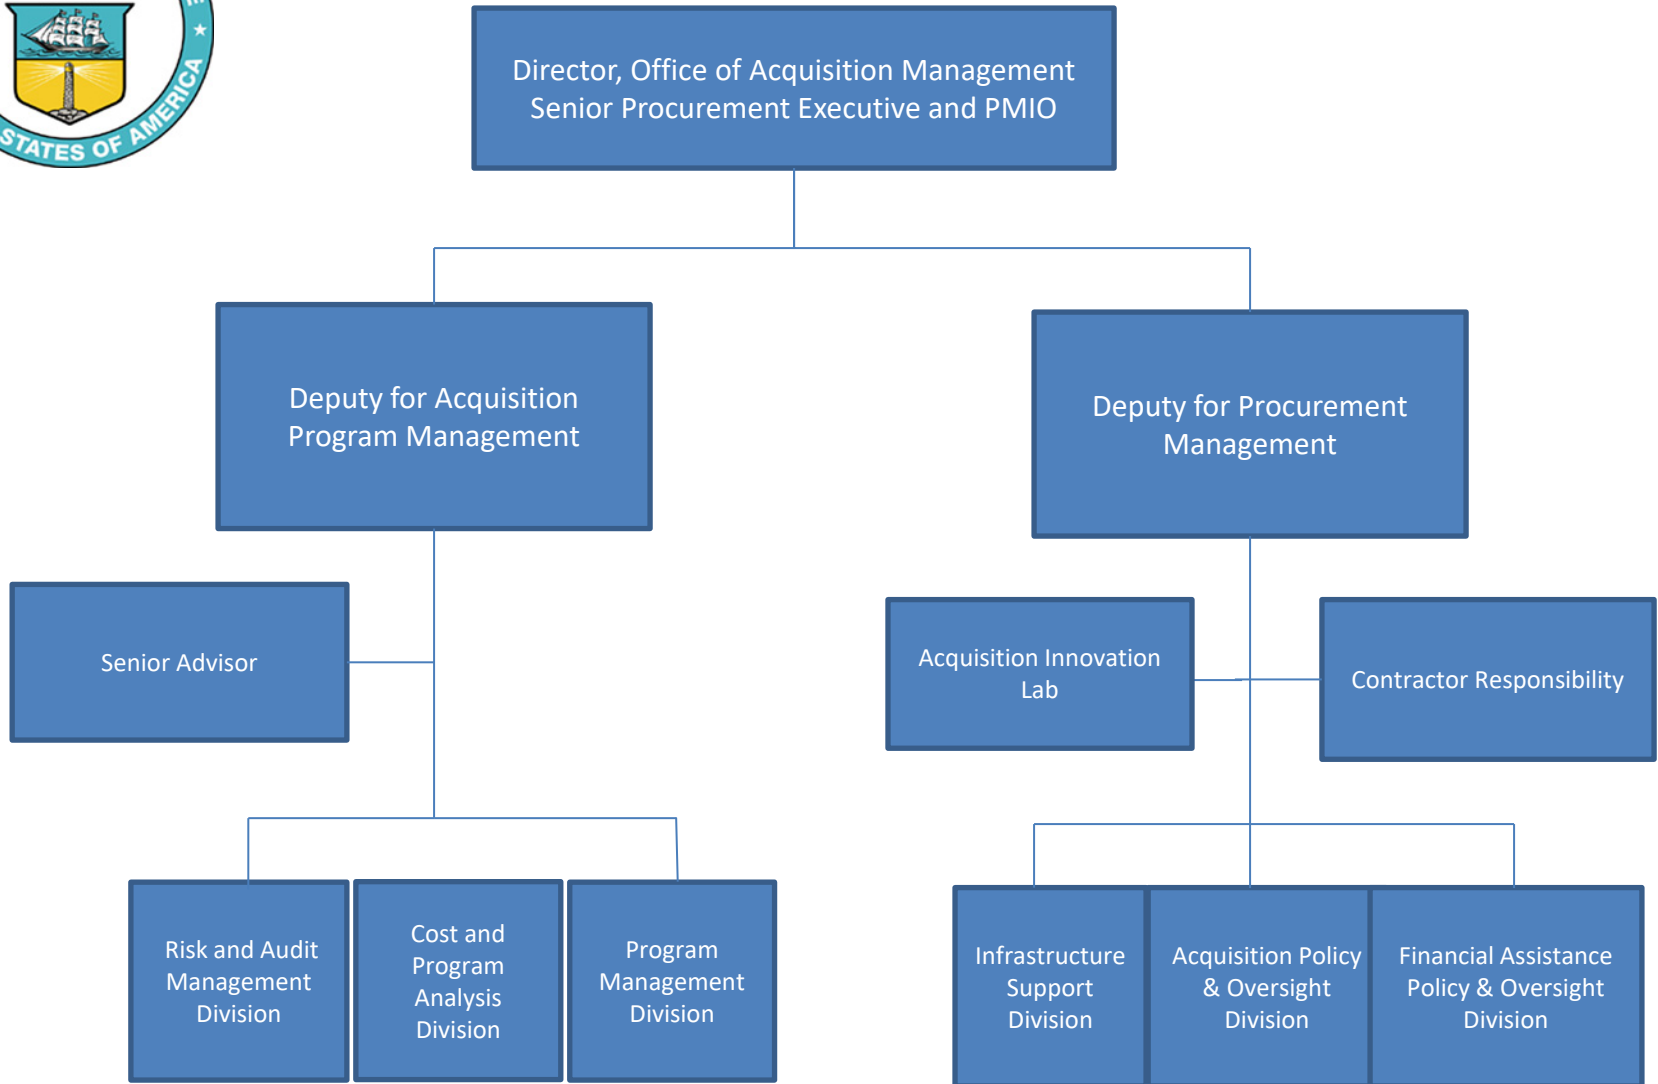 STATES OF AMERICA
Director, Office of Acquisition Management
Senior Procurement Executive and PMIO
Deputy for Acquisition
Program Management
Deputy for Procurement
Management
Senior Advisor
Acquisition Innovation
Lab
Contractor Responsibility
Risk and Audit
Management
Division
Cost and
Program
Analysis
Division
Program
Management
Division
Infrastructure
Support
Division
Acquisition Policy
& Oversight
Division
Financial Assistance
Policy & Oversight
Division